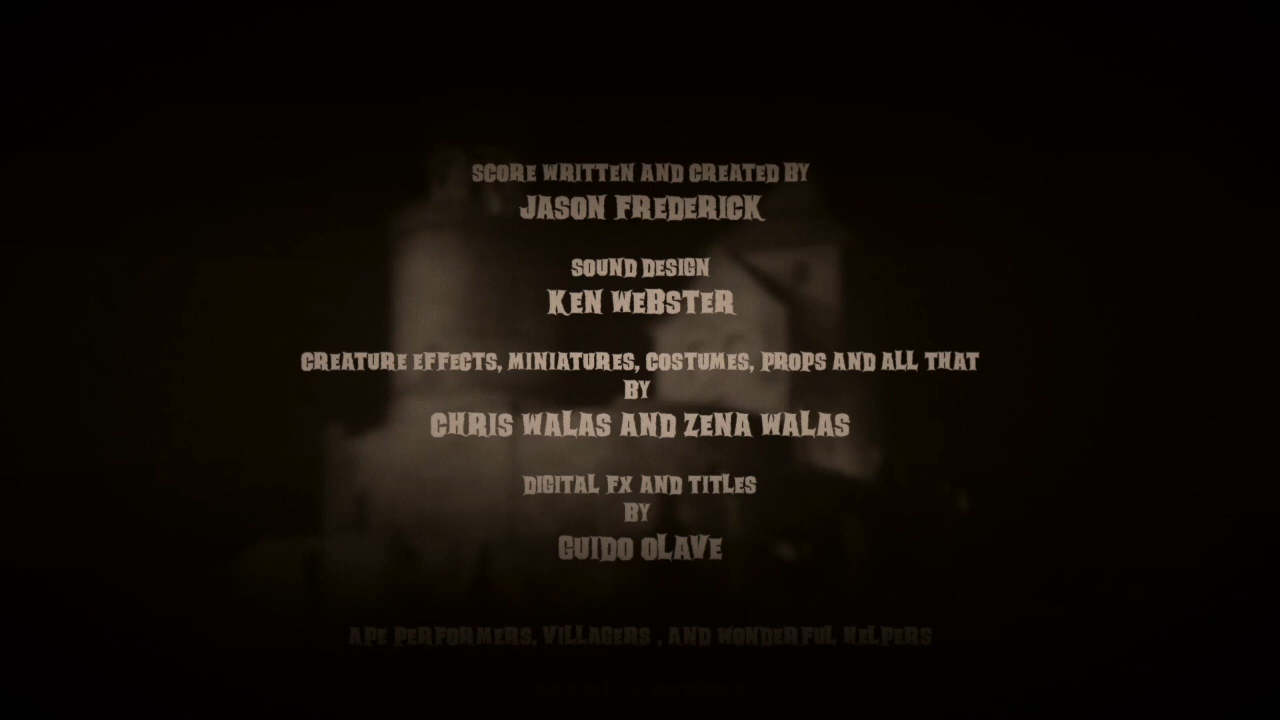 SCORE WRITTEN AND CREATED BY
JASON FREDERICK
SOUND DESIGN
KEN WEBSTER
CREATURE EFFECTS, MINIATURES, COSTUMES, PROPS AND ALL THAT
BY
CHRIS WALAS AND ZENA WALAS
DIGITAL FX AND TITLES
BY
GUIDO OLAVE
APE PERFORMERS, VILLAGERS , AND WONDERFUL HELPERS